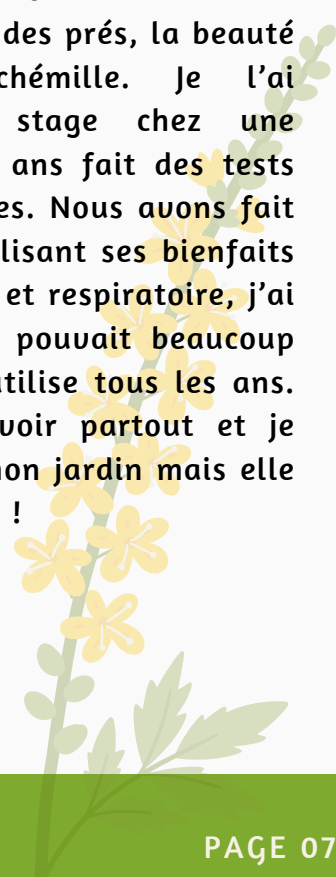 des prés, la beauté
chémille. Je l’ai
stage chez une
ans fait des tests
es. Nous avons fait
lisant ses bienfaits
et respiratoire, j’ai
pouvait beaucoup
utilise tous les ans.
voir partout et je
mon jardin mais elle
!
PAGE 07